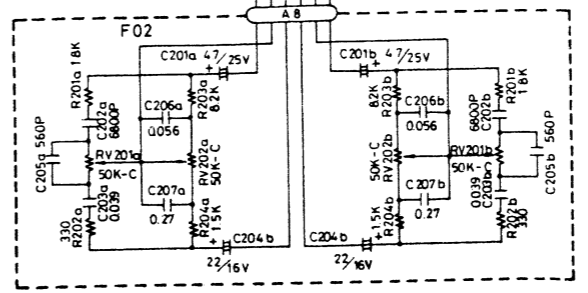 A8
F02
C201a 47/25V
C201b 47/25V
R201a 18K
C202a
6800P
C206a
0.056
R203a
8.2K
8.2K
R203b
C206b
0.056
6800P
C202b
R201b
18K
560P
C205a
RV201a
50K-C
RV202a
50K-C
50K-C
RV202b
RV201b
50K-C
560P
C205b
C203a
0.039
C207a
0.27
C207b
0.27
0.039
C203b
330
R202a
R204a
1.5K
1.5K
R204b
R202b
330
C204b
22/16V
C204b
22/16V